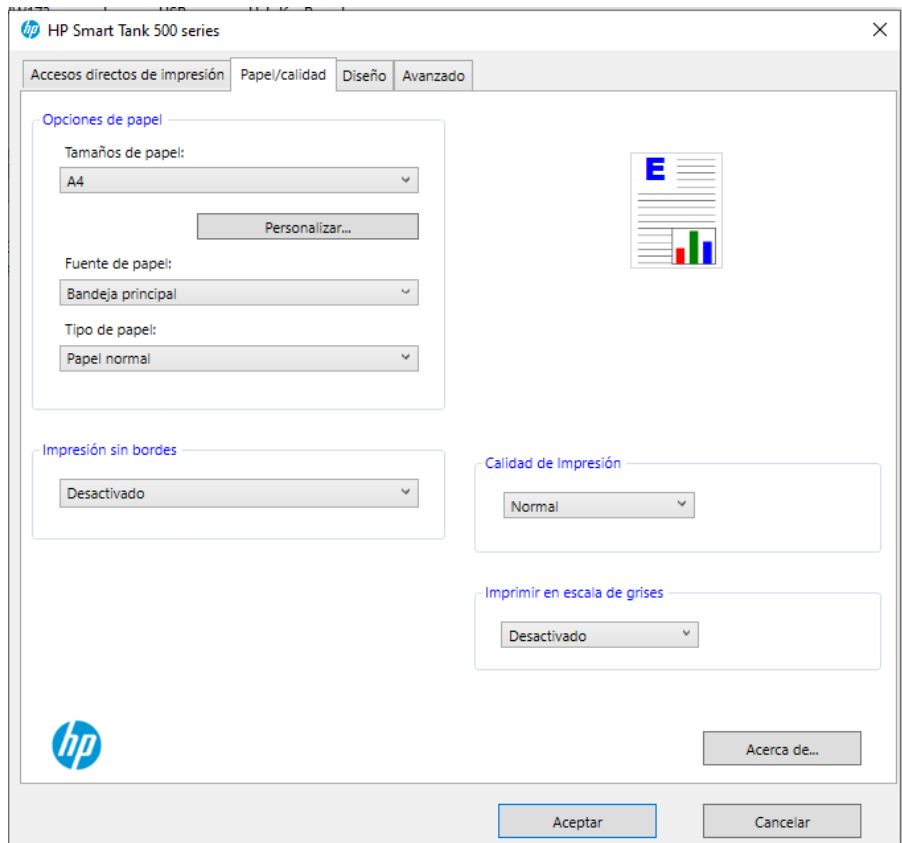 HP Smart Tank 500 series
Accesos directos de impresión Papel/calidad Diseño Avanzado
Opciones de papel
Tamaños de papel:
A4
Personalizar...
Fuente de papel:
Bandeja principal
Tipo de papel:
Papel normal
E
Impresión sin bordes
Desactivado
Calidad de Impresión
Normal
Imprimir en escala de grises
Desactivado
hp
Acerca de...
Aceptar Cancelar